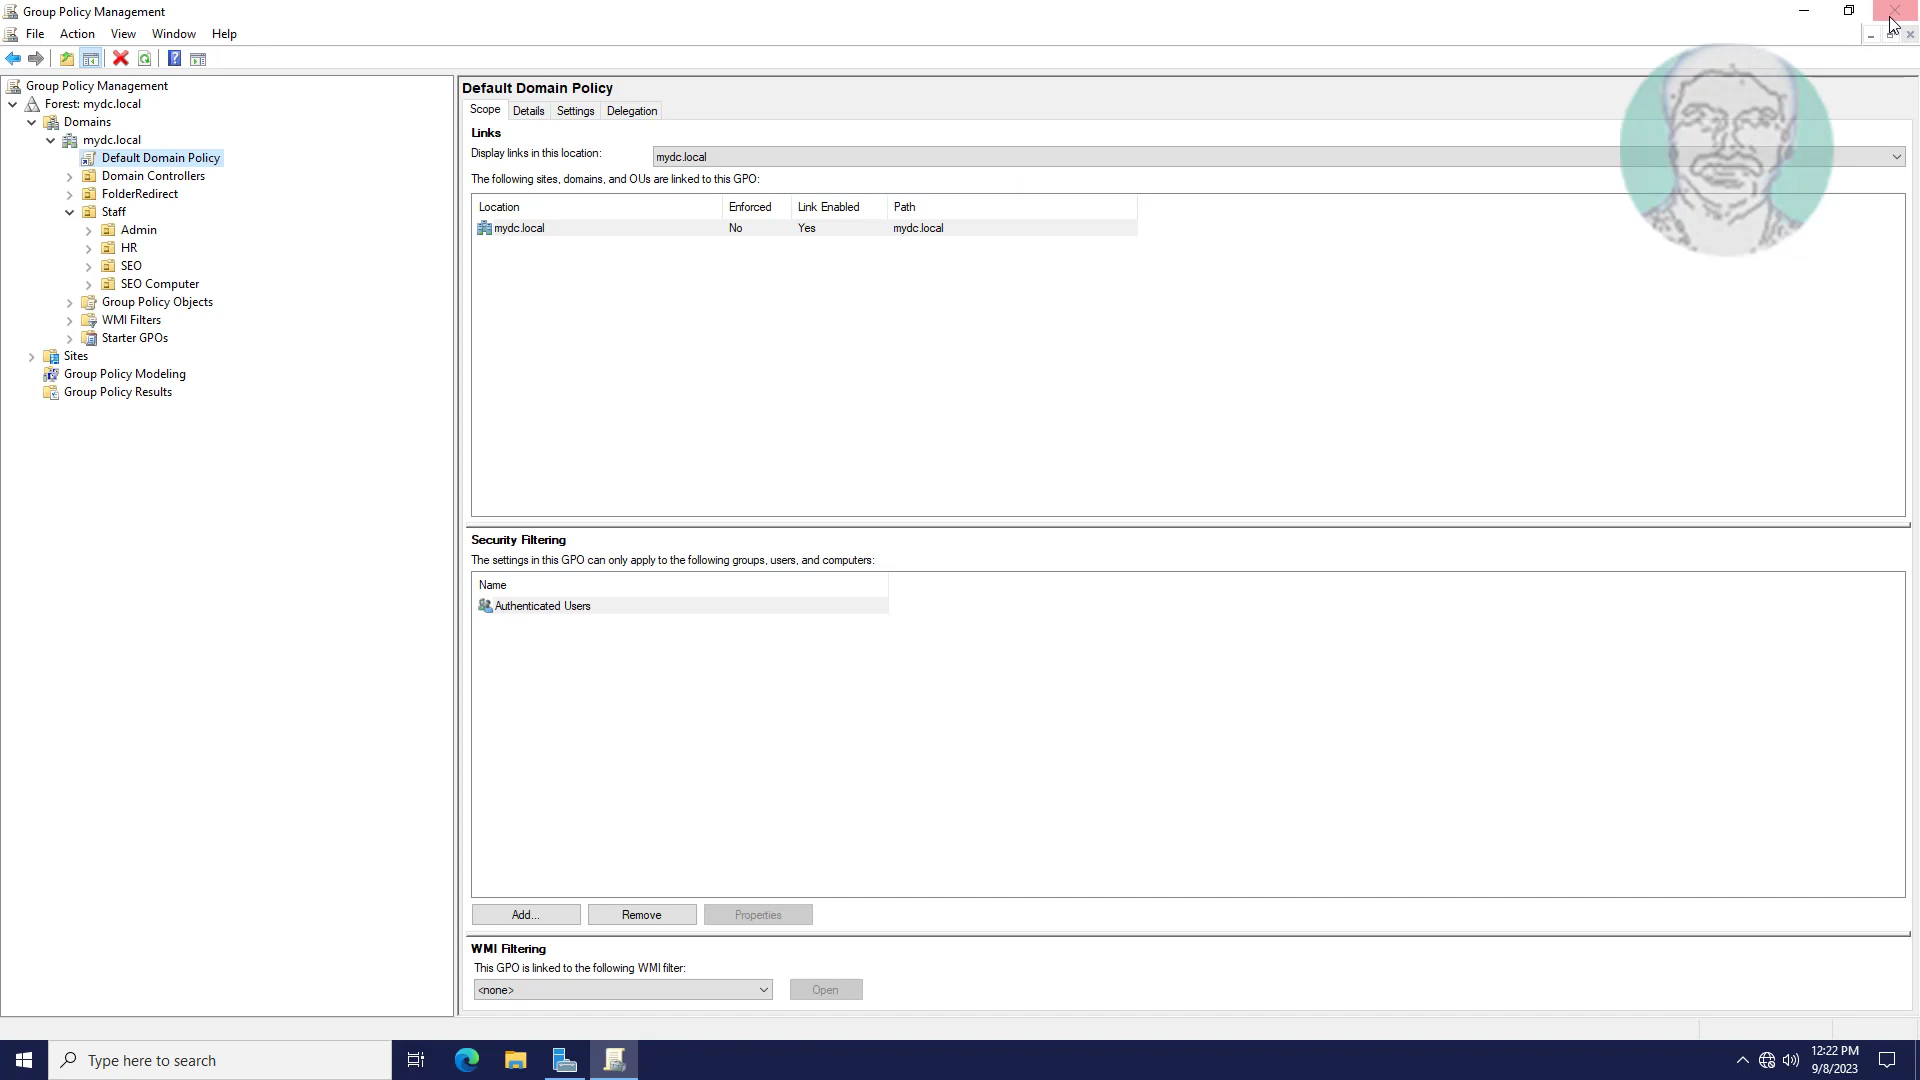 Group Policy Management
File Action View Window Help
Group Policy Management
Forest: mydc.local
Domains
mydc.local
Default Domain Policy
Domain Controllers
FolderRedirect
Staff
Admin
HR
SEO
SEO Computer
Group Policy Objects
WMI Filters
Starter GPOs
Sites
Group Policy Modeling
Group Policy Results
Default Domain Policy
Scope Details Settings Delegation
Links
Display links in this location: mydc.local
The following sites, domains, and OUs are linked to this GPO:
Location Enforced Link Enabled Path
mydc.local No Yes mydc.local
Security Filtering
The settings in this GPO can only apply to the following groups, users, and computers:
Name
Authenticated Users
Add... Remove Properties
WMI Filtering
This GPO is linked to the following WMI filter:
<none> Open
Type here to search
12:22 PM
9/8/2023